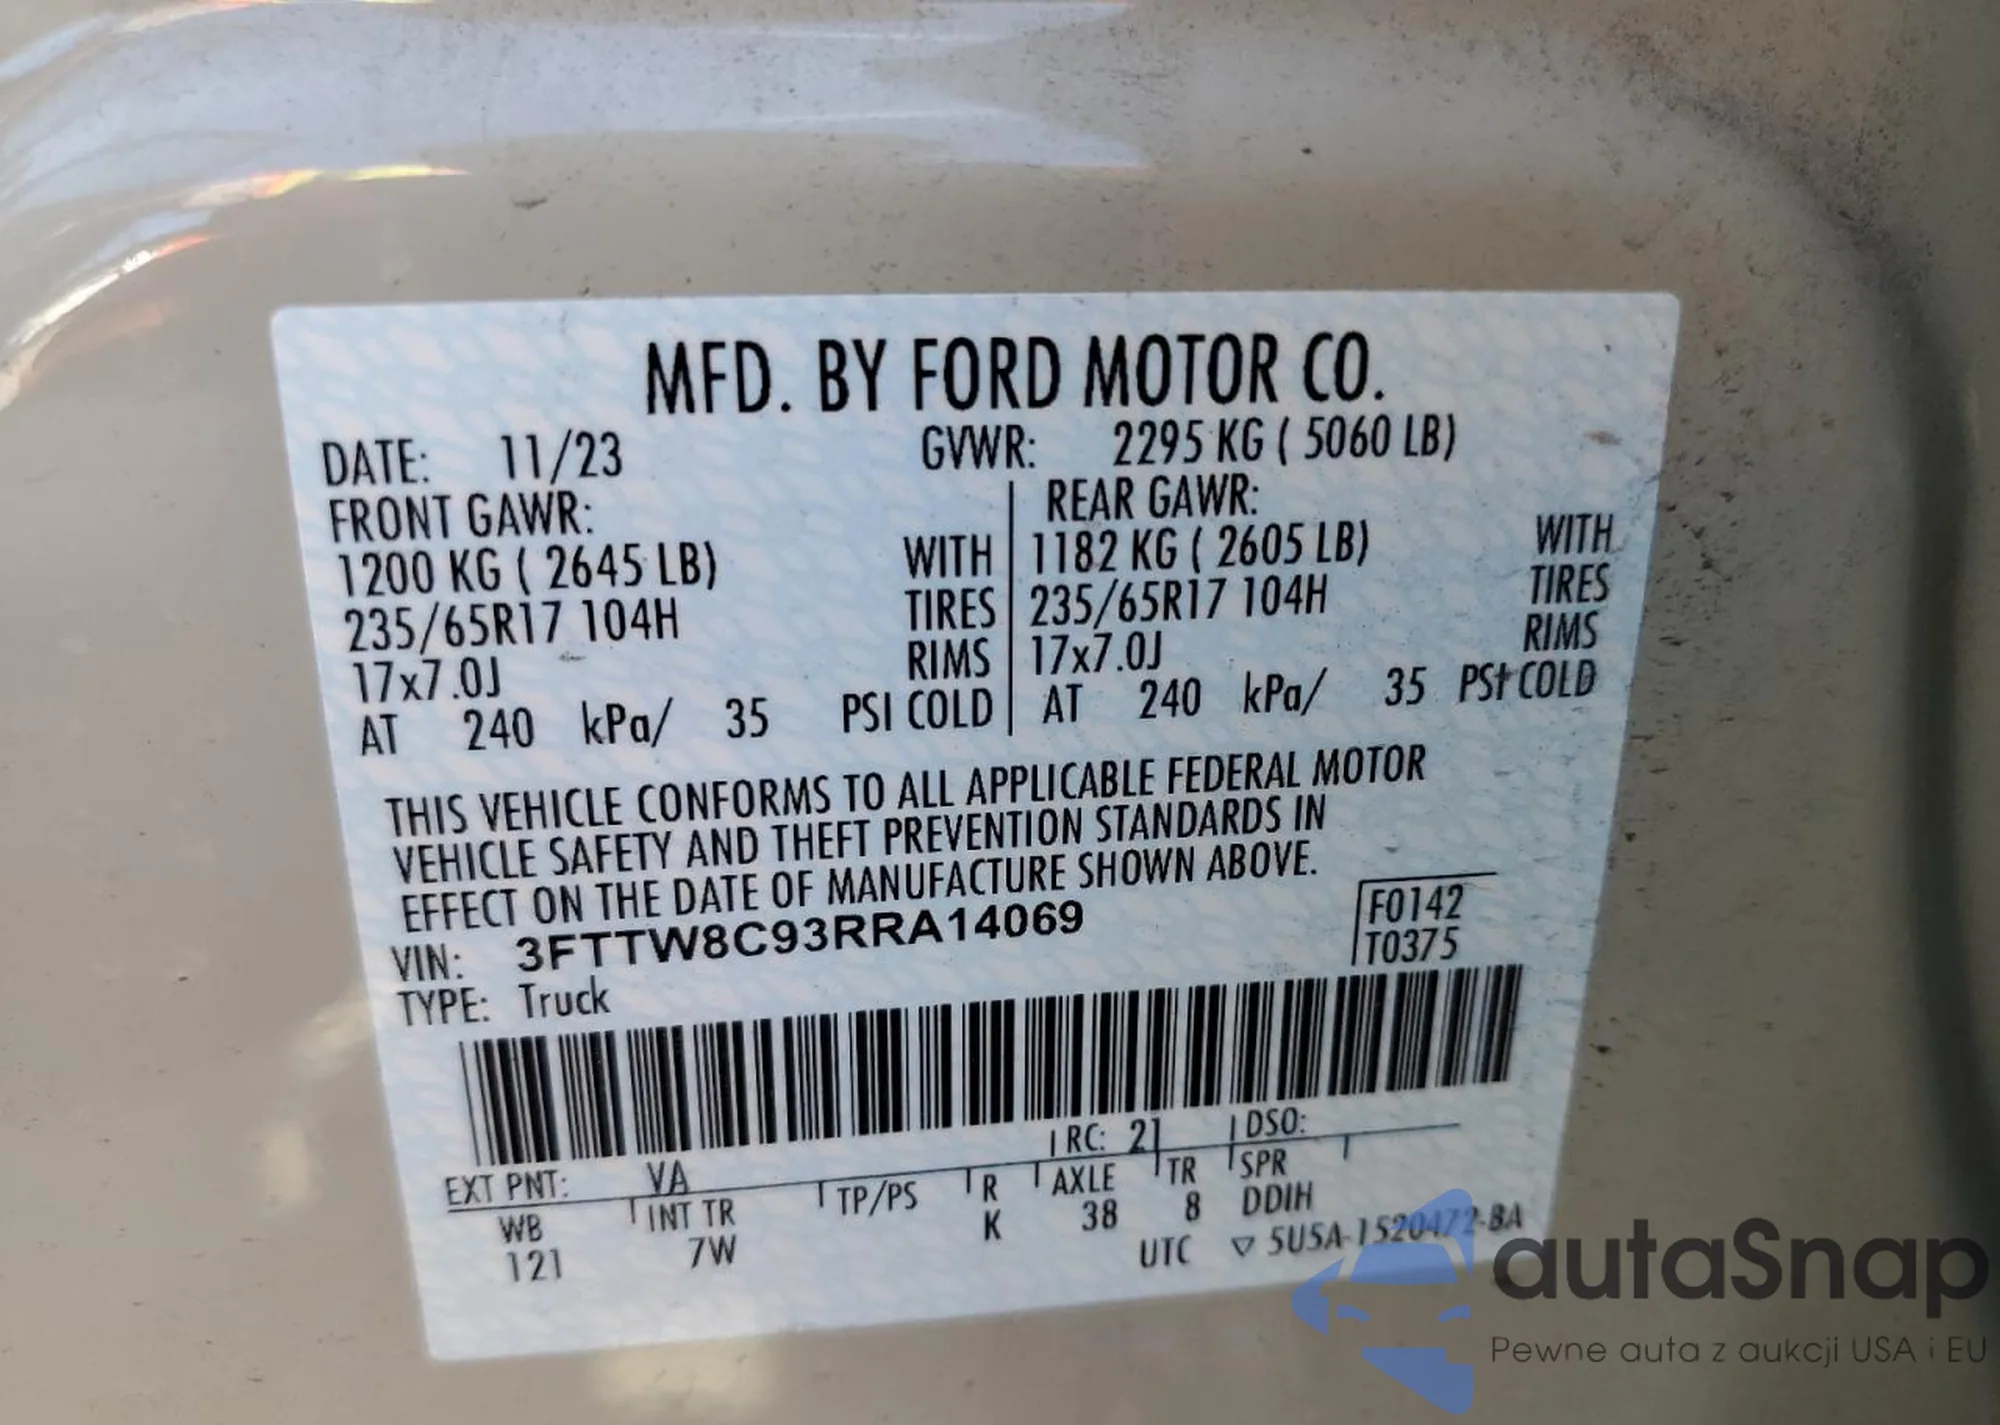 MFD. BY FORD MOTOR CO.
DATE: 11/23 GVWR: 2295 KG ( 5060 LB)
FRONT GAWR: REAR GAWR:
1200 KG ( 2645 LB) WITH 1182 KG ( 2605 LB) WITH
235/65R17 104H TIRES 235/65R17 104H TIRES
17x7.0J RIMS 17x7.0J RIMS
AT 240 kPa/ 35 PSI COLD AT 240 kPa/ 35 PSI COLD
THIS VEHICLE CONFORMS TO ALL APPLICABLE FEDERAL MOTOR
VEHICLE SAFETY AND THEFT PREVENTION STANDARDS IN
EFFECT ON THE DATE OF MANUFACTURE SHOWN ABOVE.
VIN: 3FTTW8C93RRA14069 F0142
TYPE: Truck T0375
EXT PNT: VA RC: 21 DSO:
WB INT TR TP/PS R AXLE TR SPR
121 7W K 38 8 DDIH
UTC ▽ 5U5A-1520472-BA
autaSnap
Pewne auta z aukcji USA i EU